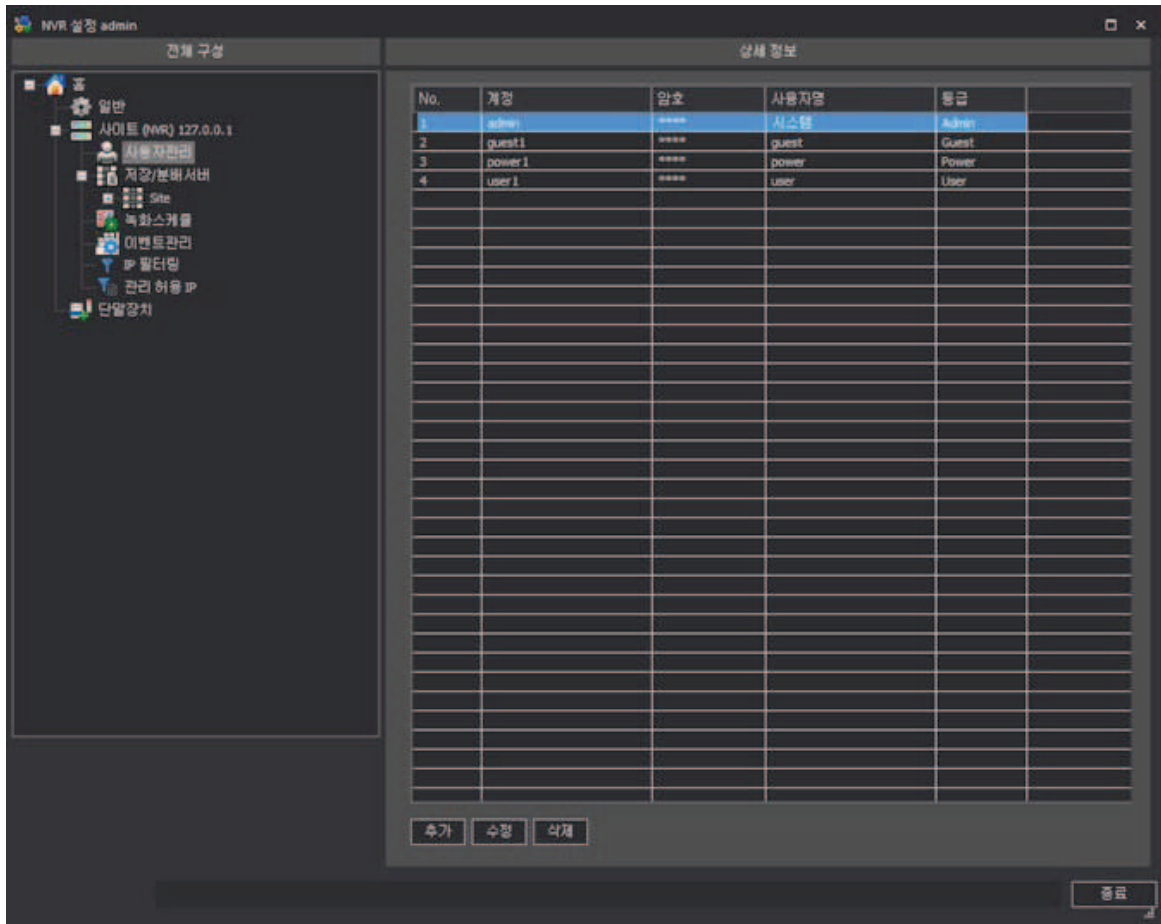 NVR 설정 admin
전체 구성
상세 정보
홈
일반
사이트 (NVR) 127.0.0.1
사용자관리
저장/분배서버
Site
녹화스케쥴
이벤트관리
IP 필터링
관리 허용 IP
단말장치
No. 계정 암호 사용자명 등급
1 admin **** 시스템 Admin
2 guest1 **** guest Guest
3 power1 **** power Power
4 user1 **** user User
추가 수정 삭제
종료